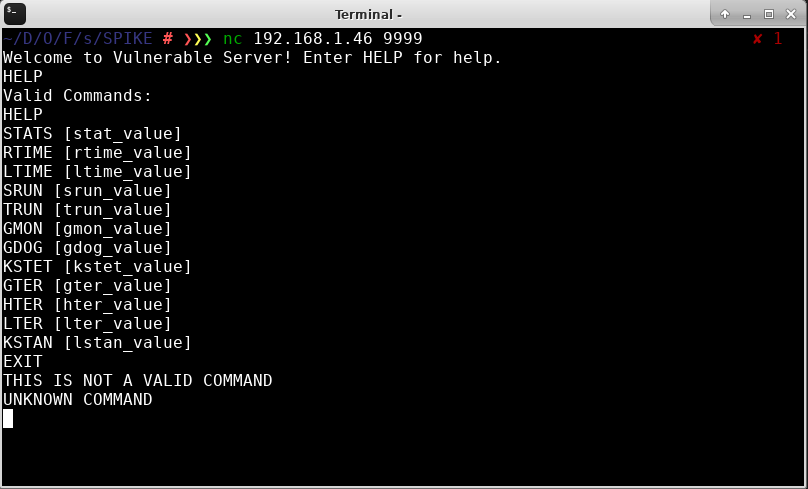 Terminal -
~/D/O/F/s/SPIKE # ❯❯❯ nc 192.168.1.46 9999 ✘ 1
Welcome to Vulnerable Server! Enter HELP for help.
HELP
Valid Commands:
HELP
STATS [stat_value]
RTIME [rtime_value]
LTIME [ltime_value]
SRUN [srun_value]
TRUN [trun_value]
GMON [gmon_value]
GDOG [gdog_value]
KSTET [kstet_value]
GTER [gter_value]
HTER [hter_value]
LTER [lter_value]
KSTAN [lstan_value]
EXIT
THIS IS NOT A VALID COMMAND
UNKNOWN COMMAND